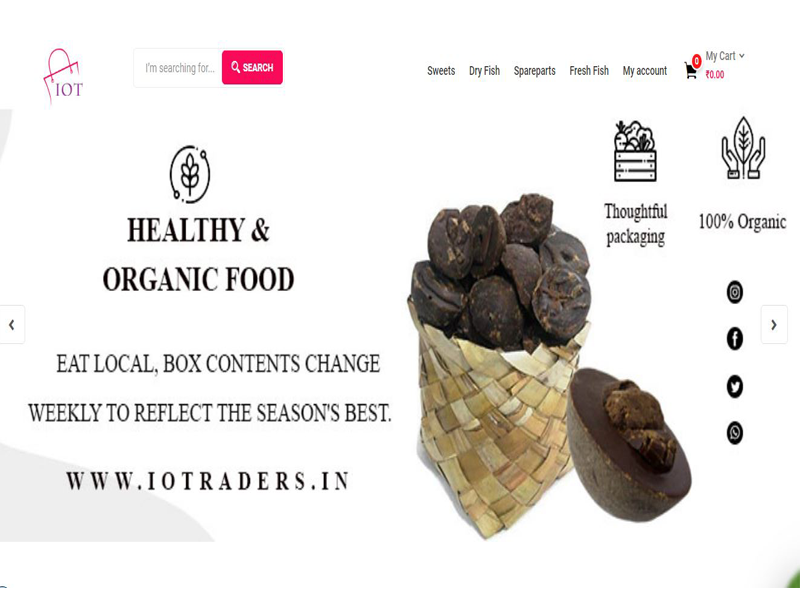 IOT
I'm searching for...
SEARCH
Sweets
Dry Fish
Spareparts
Fresh Fish
My account
0
My Cart
₹0.00
HEALTHY &
ORGANIC FOOD
EAT LOCAL, BOX CONTENTS CHANGE
WEEKLY TO REFLECT THE SEASON'S BEST.
WWW.IOTRADERS.IN
Thoughtful
packaging
100% Organic